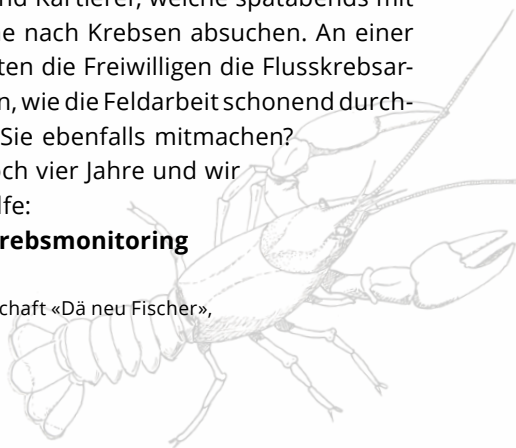 nd Kartierer, welche spätabends mit
e nach Krebsen absuchen. An einer
ten die Freiwilligen die Flusskrebsar-
n, wie die Feldarbeit schonend durch-
Sie ebenfalls mitmachen?
och vier Jahre und wir
lfe:
rebsmonitoring
chaft «Dä neu Fischer»,